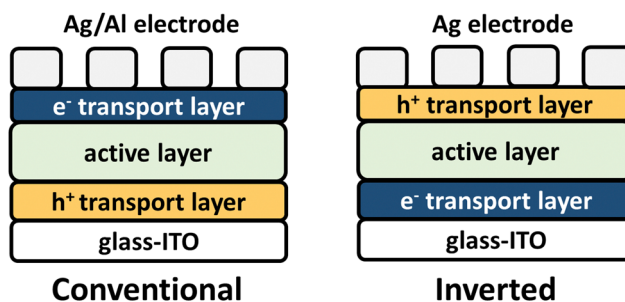 Ag/Al electrode
e⁻ transport layer
active layer
h⁺ transport layer
glass-ITO
Conventional
Ag electrode
h⁺ transport layer
active layer
e⁻ transport layer
glass-ITO
Inverted